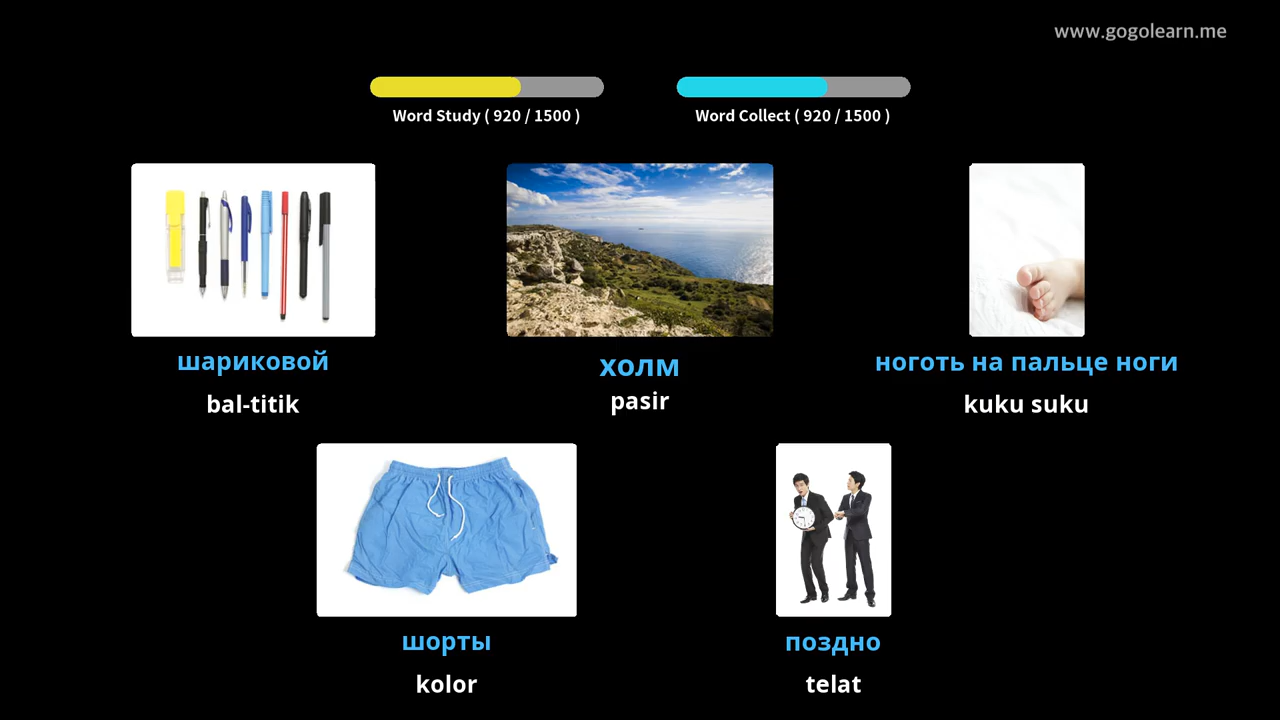 www.gogolearn.me
Word Study ( 920 / 1500 )
Word Collect ( 920 / 1500 )
шариковой
bal-titik
холм
pasir
ноготь на пальце ноги
kuku suku
шорты
kolor
поздно
telat